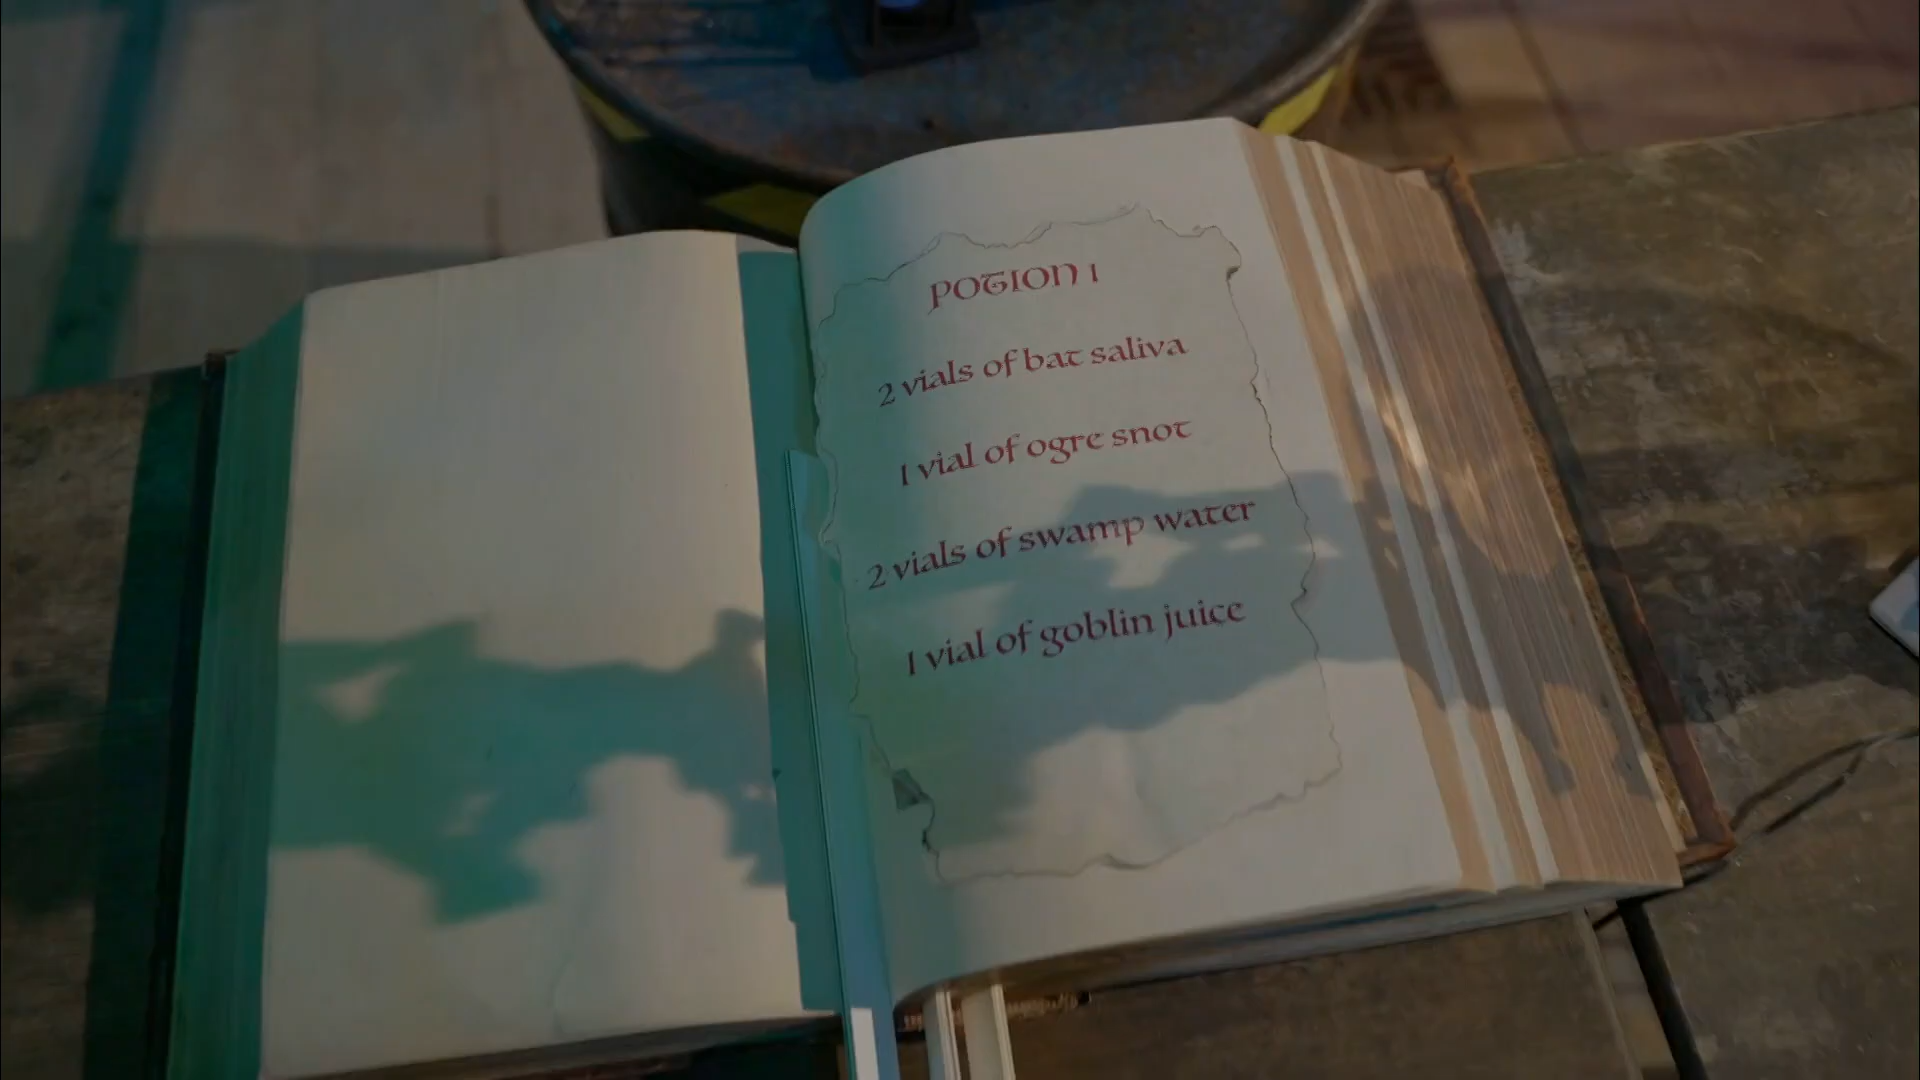 POTION 1
2 vials of bat saliva
1 vial of ogre snot
2 vials of swamp water
1 vial of goblin juice